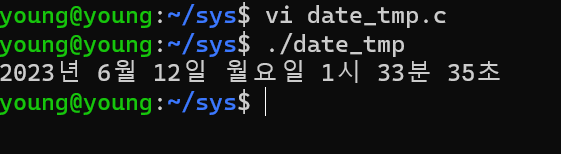 young@young:~/sys$ vi date_tmp.c
young@young:~/sys$ ./date_tmp
2023년 6월 12일 월요일 1시 33분 35초
young@young:~/sys$